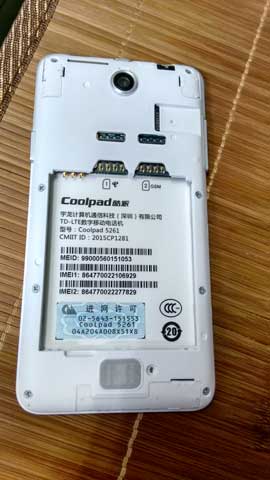 1
2 GSM
Coolpad 酷派
宇龙计算机通信科技(深圳)有限公司
TD-LTE数字移动电话机
型号:Coolpad 5261
CMIIT ID:2015CP1281
MEID: 99000560151053
IMEI1: 864770022106929
IMEI2: 864770022277829
进网许可
02-5643-151553
Coolpad 5261
CCC
20